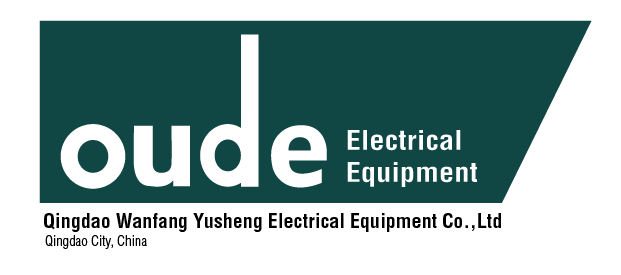 oude
Electrical
Equipment
Qingdao Wanfang Yusheng Electrical Equipment Co.,Ltd
Qingdao City, China